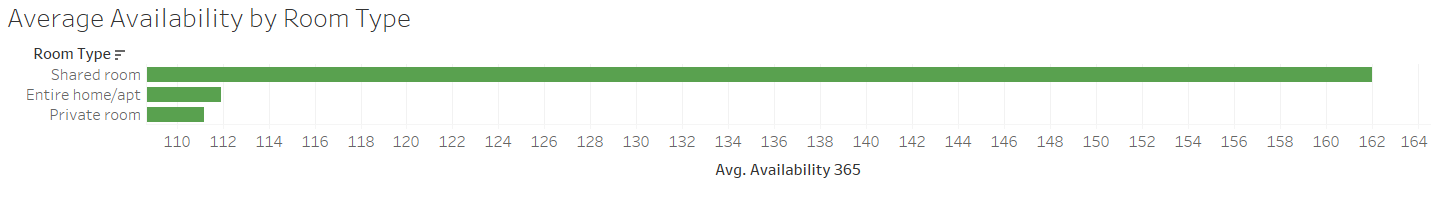 Average Availability by Room Type
Room Type
Shared room
Entire home/apt
Private room
110 112 114 116 118 120 122 124 126 128 130 132 134 136 138 140 142 144 146 148 150 152 154 156 158 160 162 164
Avg. Availability 365